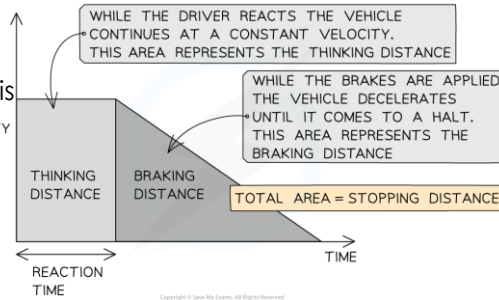 WHILE THE DRIVER REACTS THE VEHICLE
CONTINUES AT A CONSTANT VELOCITY.
THIS AREA REPRESENTS THE THINKING DISTANCE
is
TY
WHILE THE BRAKES ARE APPLIED
THE VEHICLE DECELERATES
UNTIL IT COMES TO A HALT.
THIS AREA REPRESENTS THE
BRAKING DISTANCE
THINKING
DISTANCE
BRAKING
DISTANCE
TOTAL AREA = STOPPING DISTANCE
TIME
REACTION
TIME
Copyright © Save My Exams, All Rights Reserved